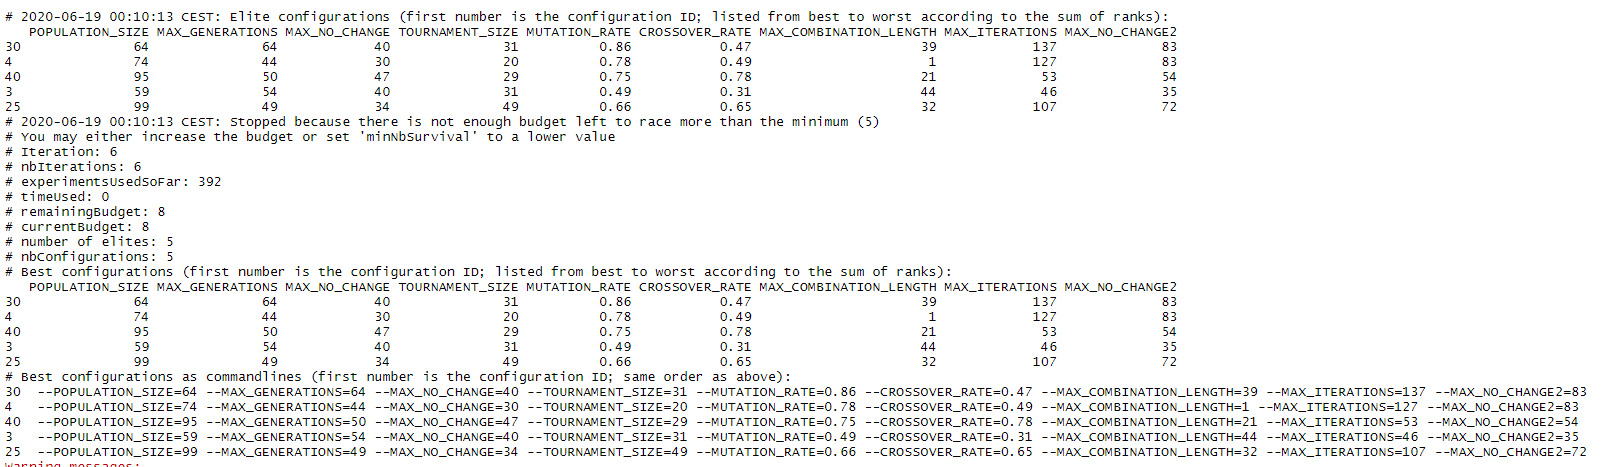 # 2020-06-19 00:10:13 CEST: Elite configurations (first number is the configuration ID; listed from best to worst according to the sum of ranks):
POPULATION_SIZE MAX_GENERATIONS MAX_NO_CHANGE TOURNAMENT_SIZE MUTATION_RATE CROSSOVER_RATE MAX_COMBINATION_LENGTH MAX_ITERATIONS MAX_NO_CHANGE2
30 64 64 40 31 0.86 0.47 39 137 83
4 74 44 30 20 0.78 0.49 1 127 83
40 95 50 47 29 0.75 0.78 21 53 54
3 59 54 40 31 0.49 0.31 44 46 35
25 99 49 34 49 0.66 0.65 32 107 72
# 2020-06-19 00:10:13 CEST: Stopped because there is not enough budget left to race more than the minimum (5)
# You may either increase the budget or set 'minNbSurvival' to a lower value
# Iteration: 6
# nbIterations: 6
# experimentsUsedSoFar: 392
# timeUsed: 0
# remainingBudget: 8
# currentBudget: 8
# number of elites: 5
# nbConfigurations: 5
# Best configurations (first number is the configuration ID; listed from best to worst according to the sum of ranks):
POPULATION_SIZE MAX_GENERATIONS MAX_NO_CHANGE TOURNAMENT_SIZE MUTATION_RATE CROSSOVER_RATE MAX_COMBINATION_LENGTH MAX_ITERATIONS MAX_NO_CHANGE2
30 64 64 40 31 0.86 0.47 39 137 83
4 74 44 30 20 0.78 0.49 1 127 83
40 95 50 47 29 0.75 0.78 21 53 54
3 59 54 40 31 0.49 0.31 44 46 35
25 99 49 34 49 0.66 0.65 32 107 72
# Best configurations as commandlines (first number is the configuration ID; same order as above):
30 --POPULATION_SIZE=64 --MAX_GENERATIONS=64 --MAX_NO_CHANGE=40 --TOURNAMENT_SIZE=31 --MUTATION_RATE=0.86 --CROSSOVER_RATE=0.47 --MAX_COMBINATION_LENGTH=39 --MAX_ITERATIONS=137 --MAX_NO_CHANGE2=83
4 --POPULATION_SIZE=74 --MAX_GENERATIONS=44 --MAX_NO_CHANGE=30 --TOURNAMENT_SIZE=20 --MUTATION_RATE=0.78 --CROSSOVER_RATE=0.49 --MAX_COMBINATION_LENGTH=1 --MAX_ITERATIONS=127 --MAX_NO_CHANGE2=83
40 --POPULATION_SIZE=95 --MAX_GENERATIONS=50 --MAX_NO_CHANGE=47 --TOURNAMENT_SIZE=29 --MUTATION_RATE=0.75 --CROSSOVER_RATE=0.78 --MAX_COMBINATION_LENGTH=21 --MAX_ITERATIONS=53 --MAX_NO_CHANGE2=54
3 --POPULATION_SIZE=59 --MAX_GENERATIONS=54 --MAX_NO_CHANGE=40 --TOURNAMENT_SIZE=31 --MUTATION_RATE=0.49 --CROSSOVER_RATE=0.31 --MAX_COMBINATION_LENGTH=44 --MAX_ITERATIONS=46 --MAX_NO_CHANGE2=35
25 --POPULATION_SIZE=99 --MAX_GENERATIONS=49 --MAX_NO_CHANGE=34 --TOURNAMENT_SIZE=49 --MUTATION_RATE=0.66 --CROSSOVER_RATE=0.65 --MAX_COMBINATION_LENGTH=32 --MAX_ITERATIONS=107 --MAX_NO_CHANGE2=72
Warning messages: